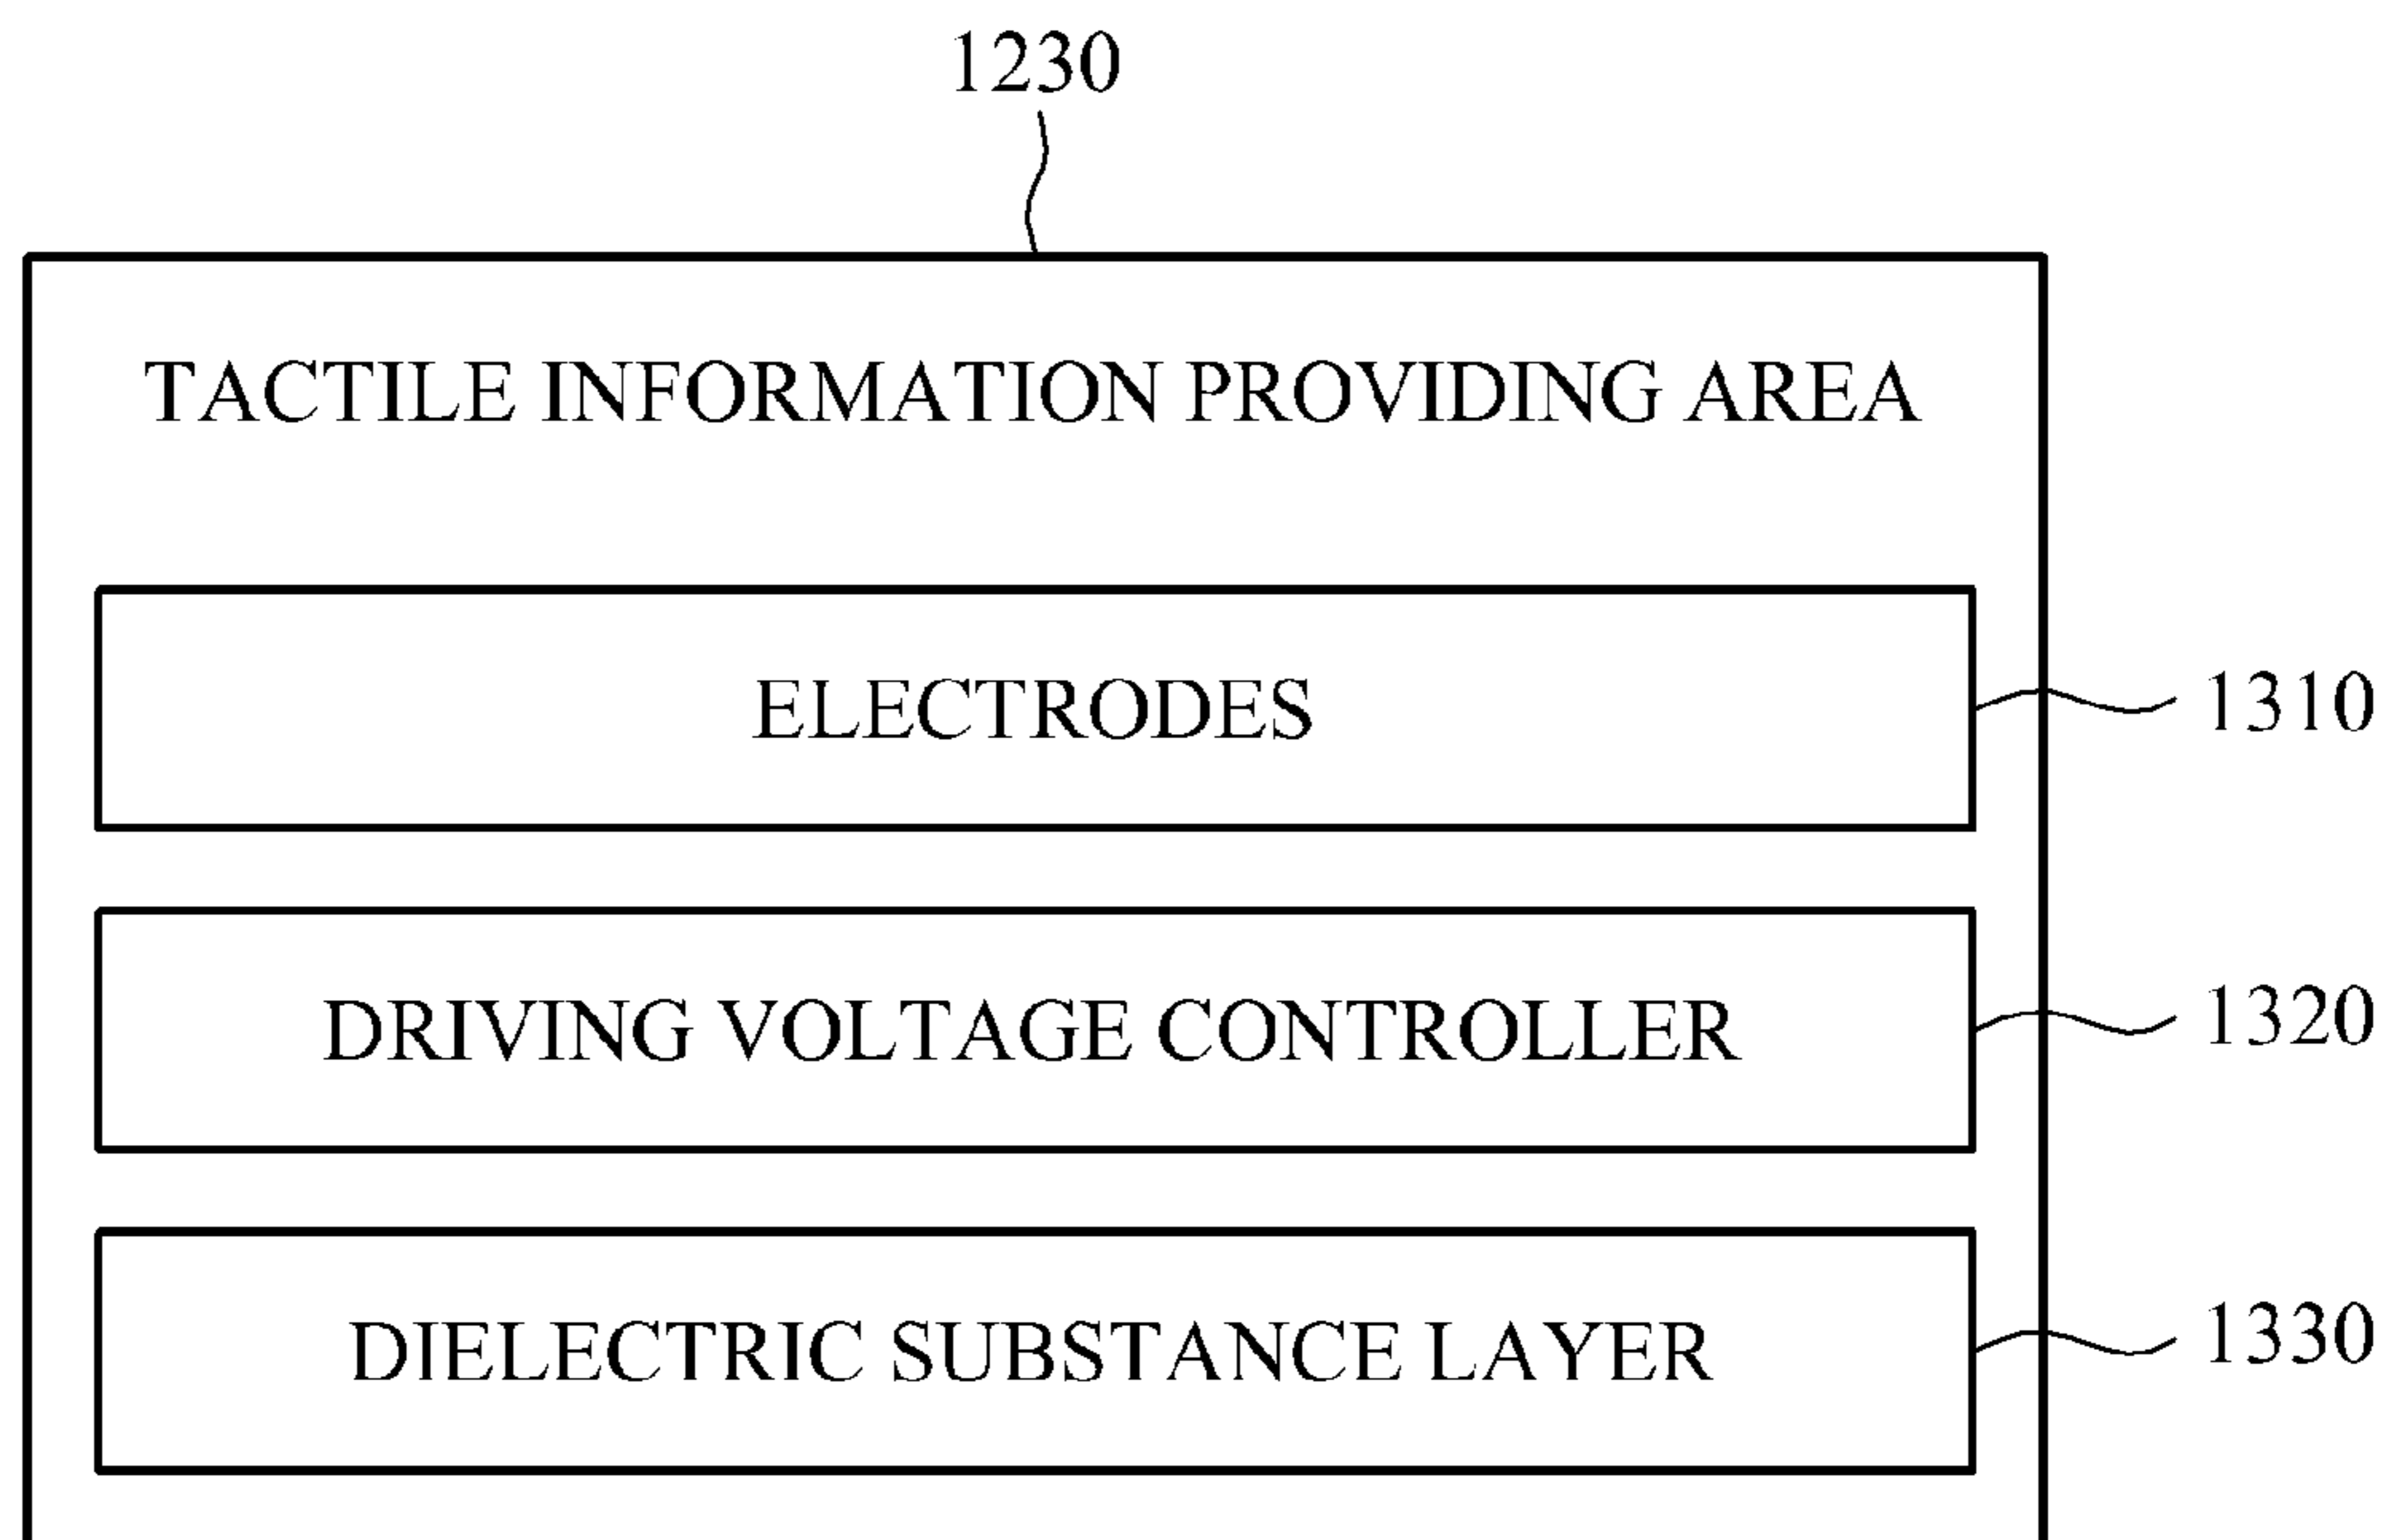 1230
TACTILE INFORMATION PROVIDING AREA
ELECTRODES
1310
DRIVING VOLTAGE CONTROLLER
1320
DIELECTRIC SUBSTANCE LAYER
1330